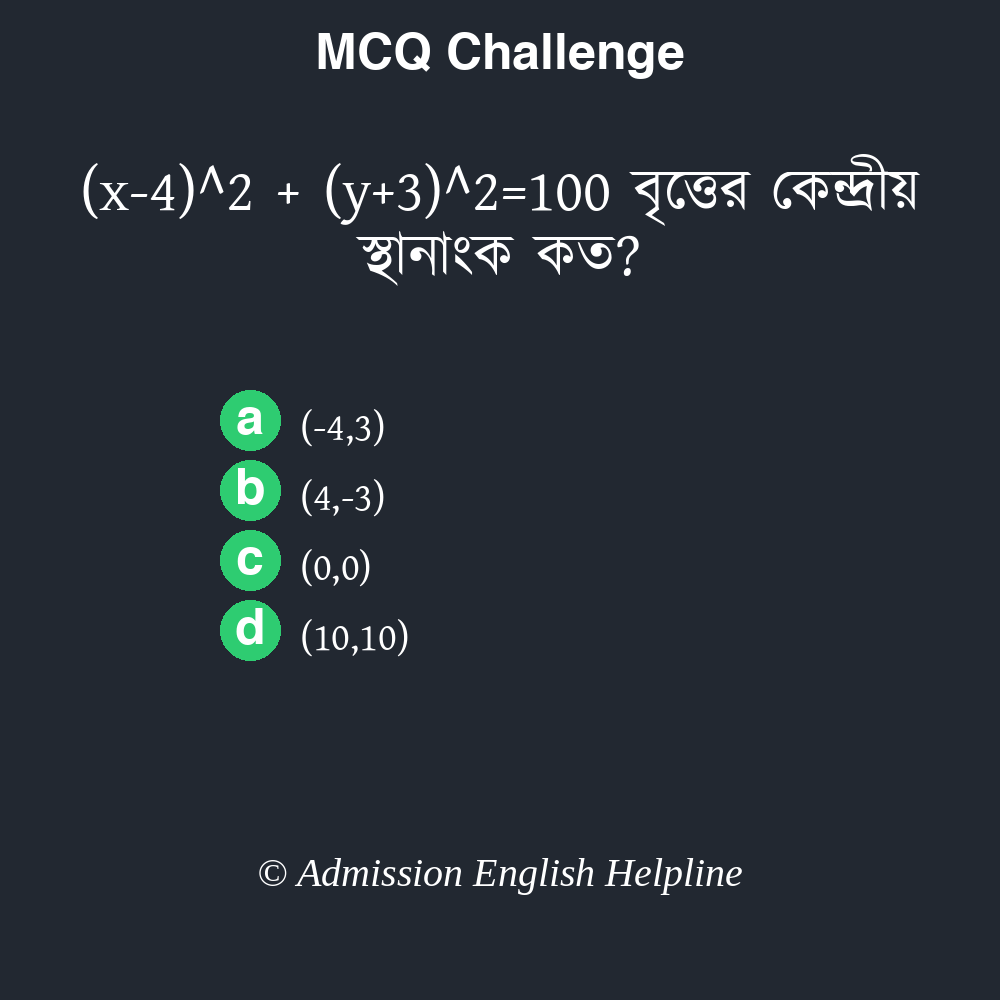 MCQ Challenge
(x-4)^2 + (y+3)^2=100 বৃত্তের কেন্দ্রীয়
স্থানাংক কত?
a (-4,3)
b (4,-3)
c (0,0)
d (10,10)
© Admission English Helpline